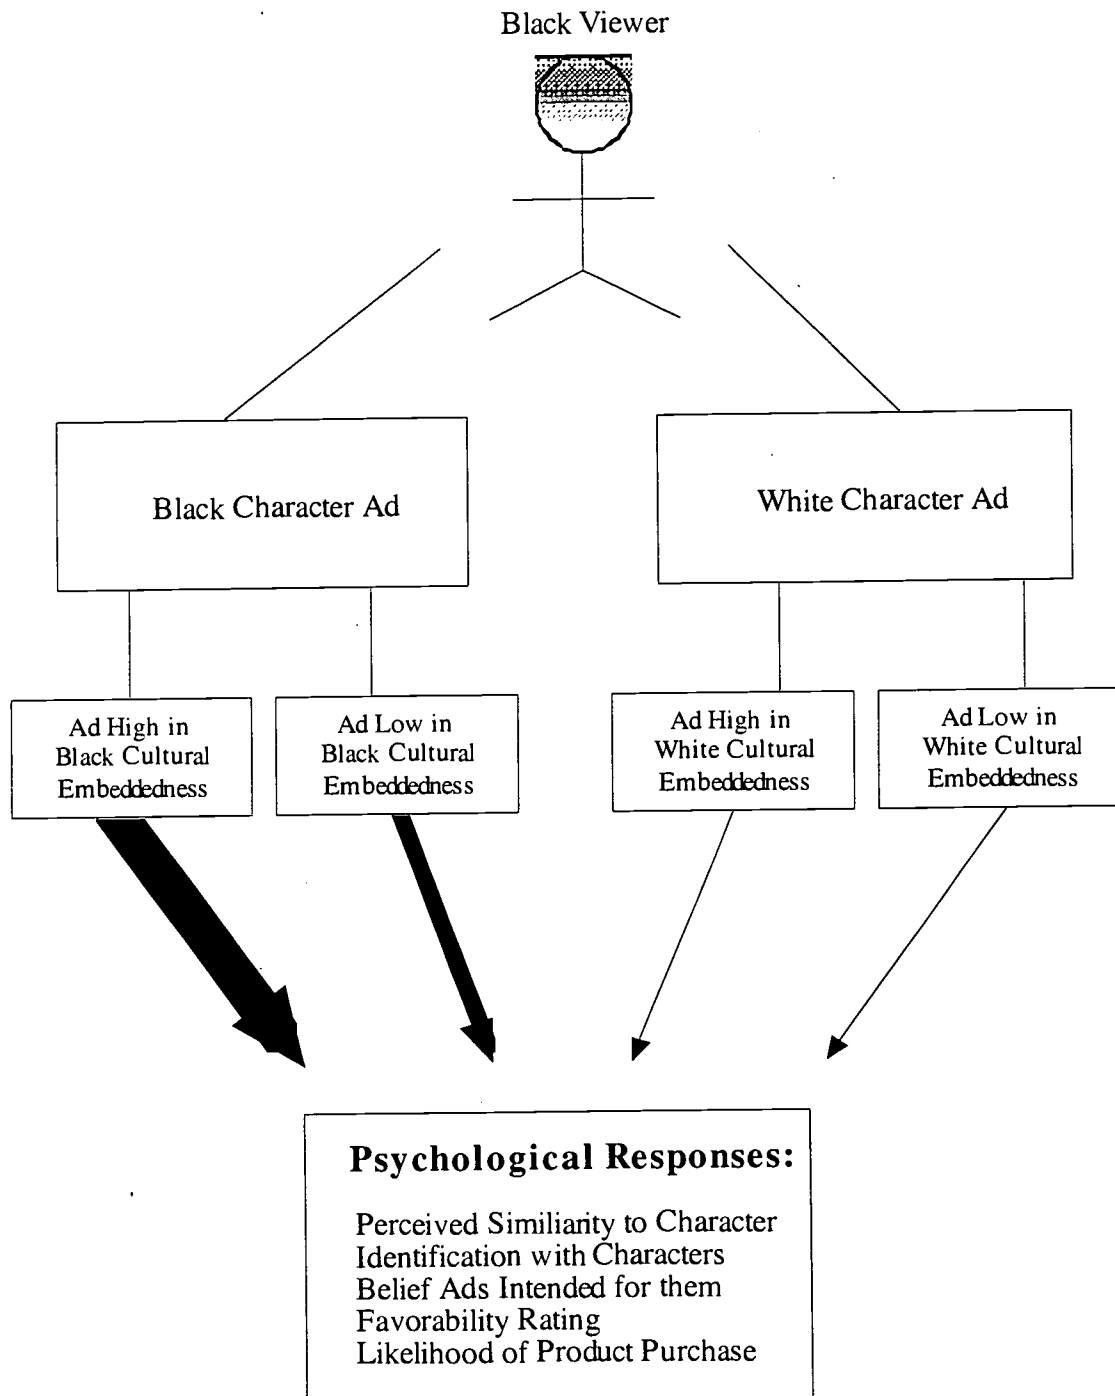 Black Viewer
Black Character Ad
White Character Ad
Ad High in
Black Cultural
Embeddedness
Ad Low in
Black Cultural
Embeddedness
Ad High in
White Cultural
Embeddedness
Ad Low in
White Cultural
Embeddedness
Psychological Responses:
Perceived Similiarity to Character
Identification with Characters
Belief Ads Intended for them
Favorability Rating
Likelihood of Product Purchase